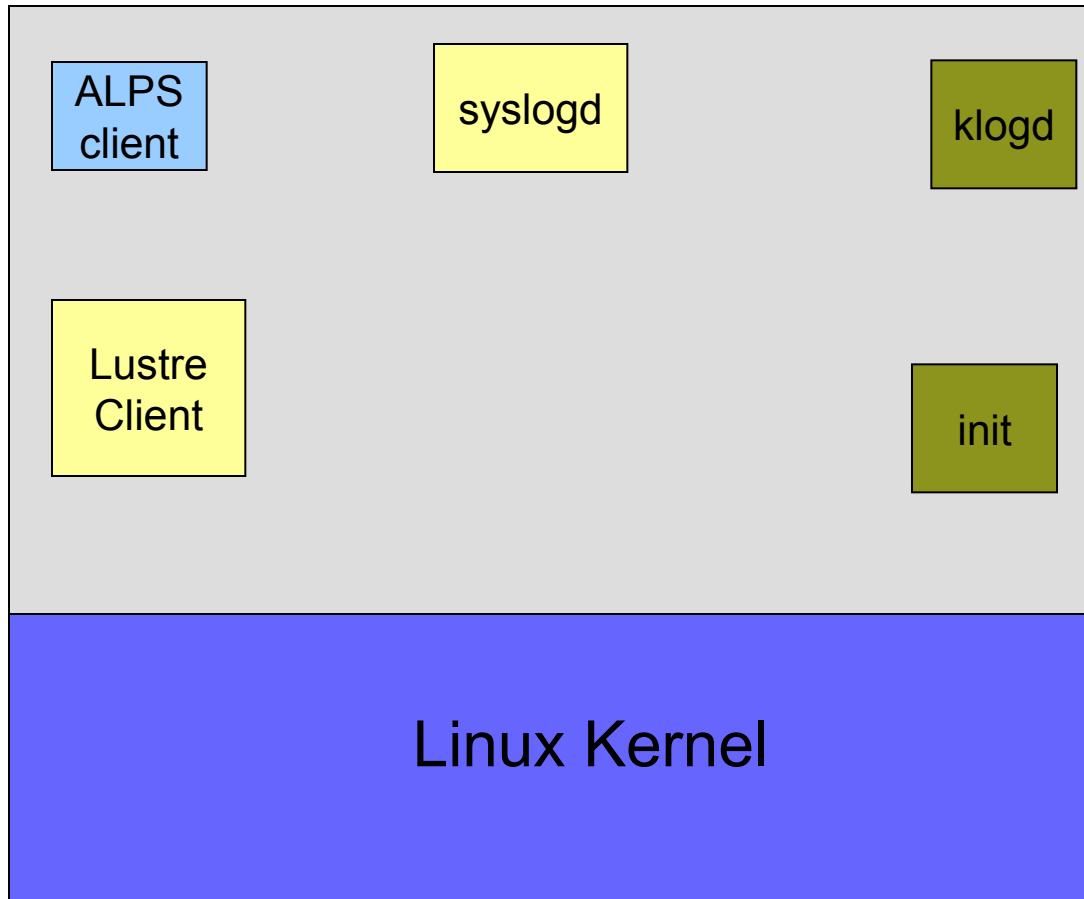 ALPS
client
syslogd
klogd
Lustre
Client
init
Linux Kernel